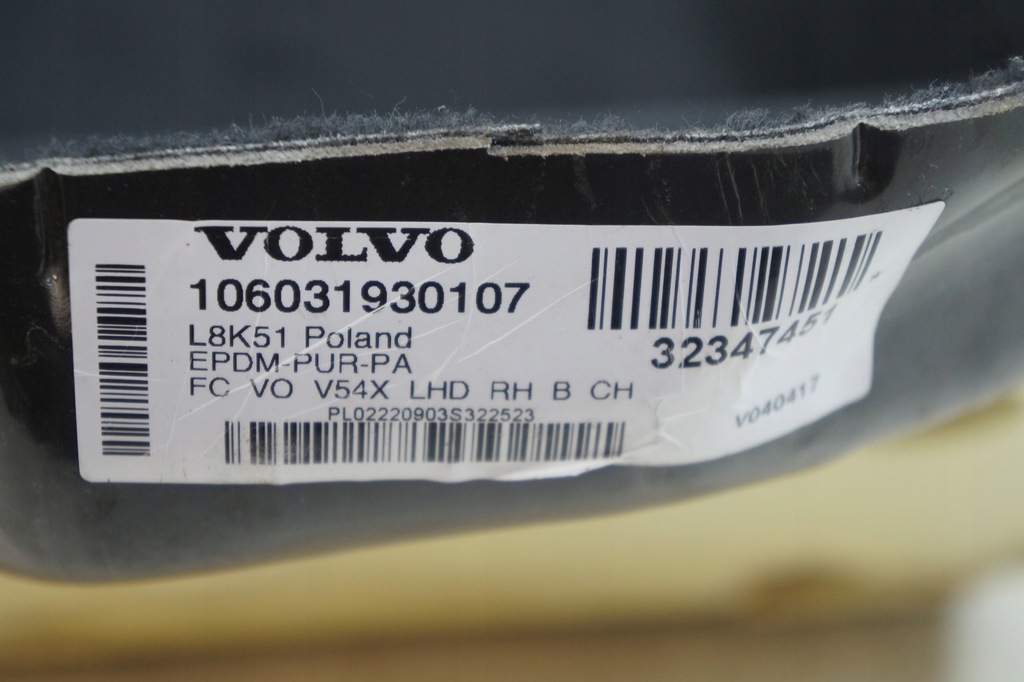 VOLVO
106031930107
L8K51 Poland
EPDM-PUR-PA
FC VO V54X LHD RH B CH
PL02220903S322523
32347451
V040417